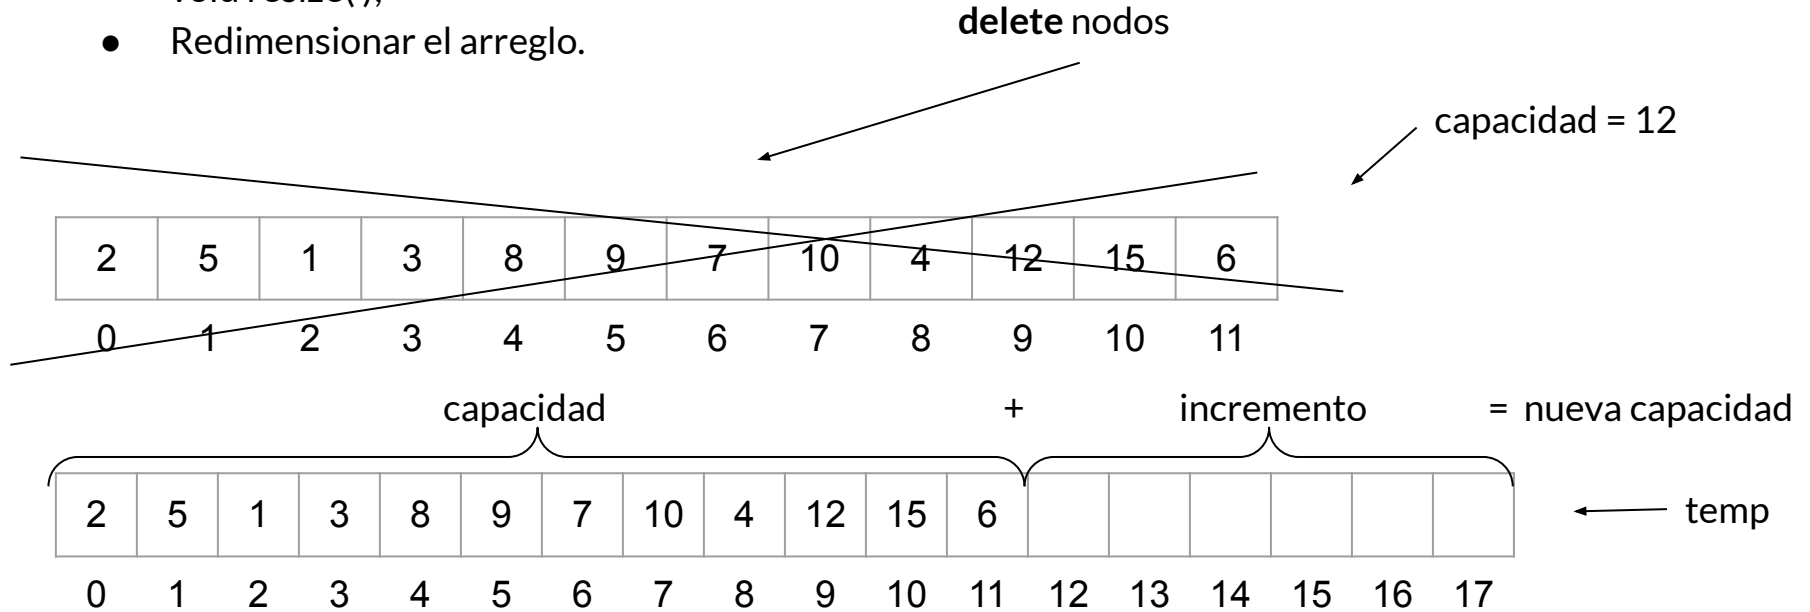 void resize();
● Redimensionar el arreglo.
delete nodos
capacidad = 12
2 5 1 3 8 9 7 10 4 12 15 6
0 1 2 3 4 5 6 7 8 9 10 11
capacidad + incremento = nueva capacidad
2 5 1 3 8 9 7 10 4 12 15 6
temp
0 1 2 3 4 5 6 7 8 9 10 11 12 13 14 15 16 17